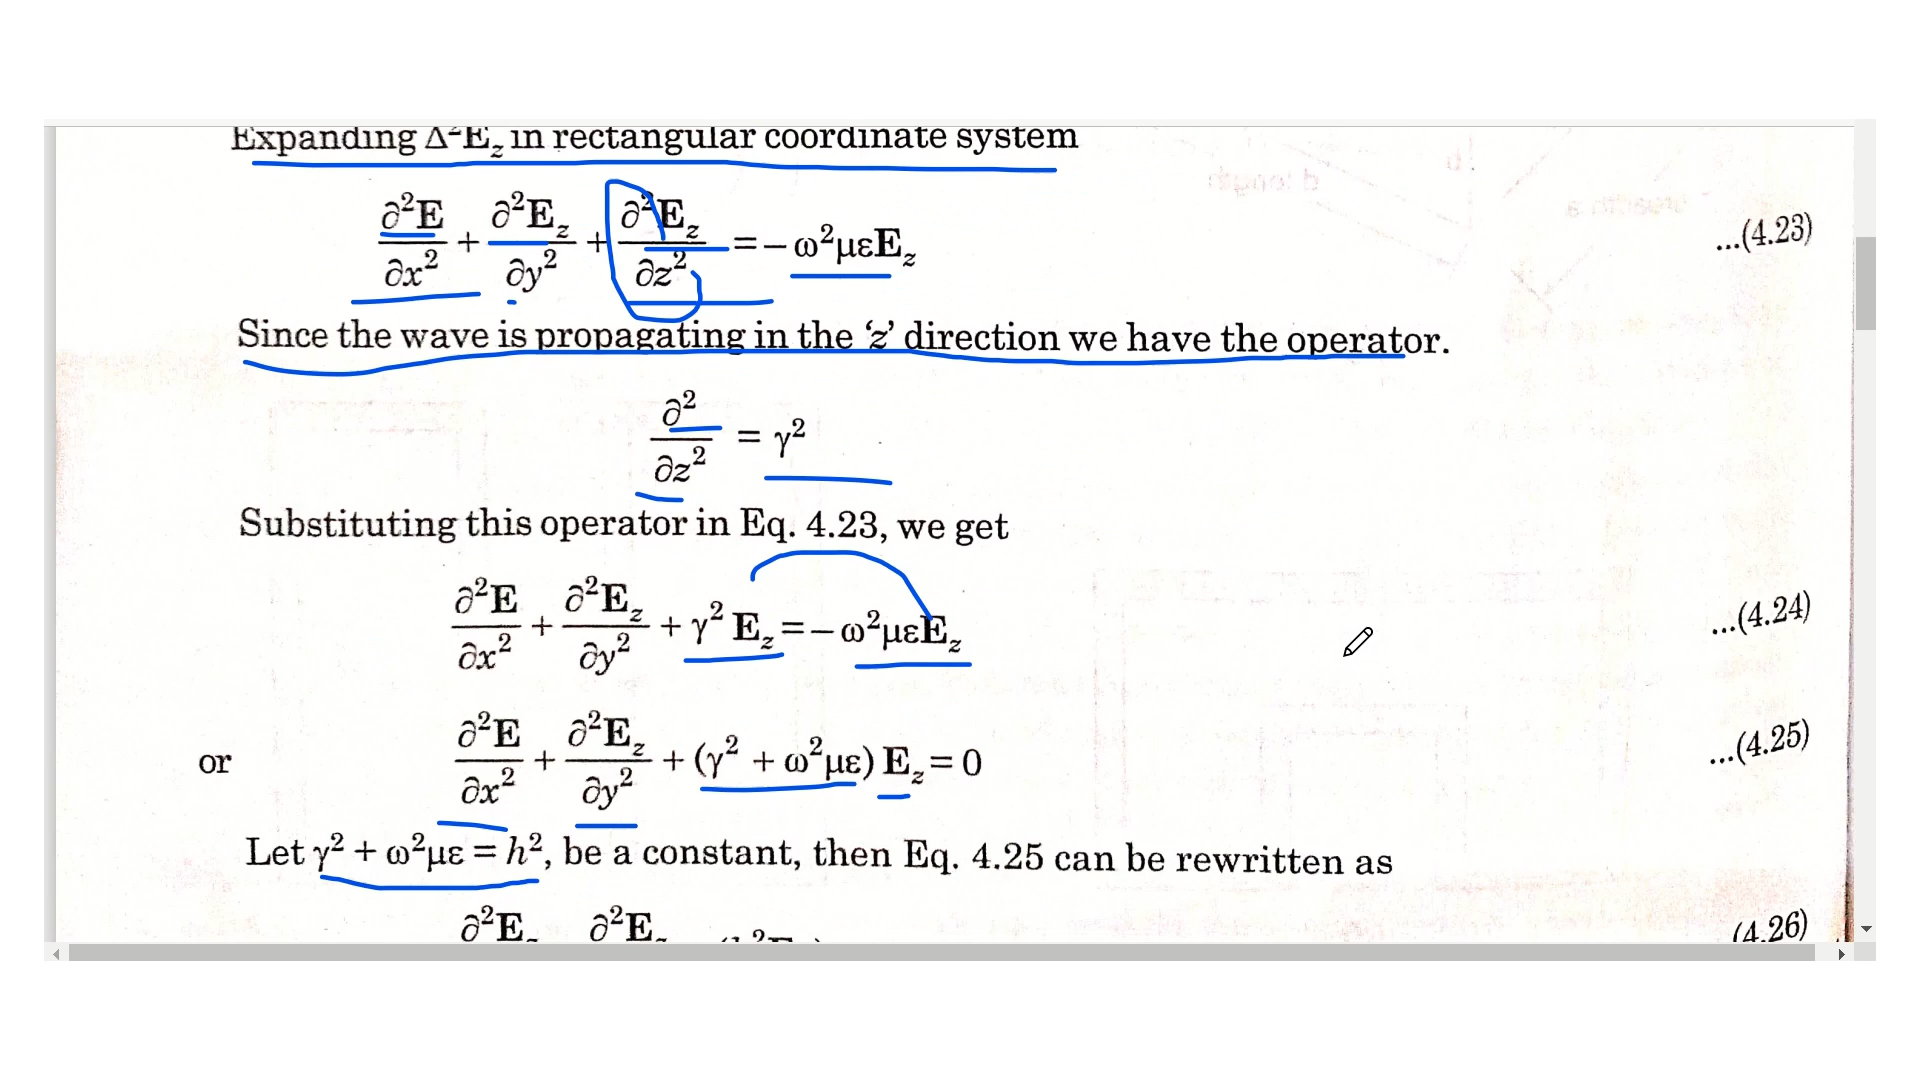 Expanding Δ²E_z in rectangular coordinate system
∂²E/∂x² + ∂²E_z/∂y² + ∂²E_z/∂z² = – ω²µεE_z ...(4.23)
Since the wave is propagating in the ‘z’ direction we have the operator.
∂²/∂z² = γ²
Substituting this operator in Eq. 4.23, we get
∂²E/∂x² + ∂²E_z/∂y² + γ² E_z = – ω²µεE_z ...(4.24)
or ∂²E/∂x² + ∂²E_z/∂y² + (γ² + ω²µε) E_z = 0 ...(4.25)
Let γ² + ω²µε = h², be a constant, then Eq. 4.25 can be rewritten as
∂²E_z ∂²E_z (4.26)